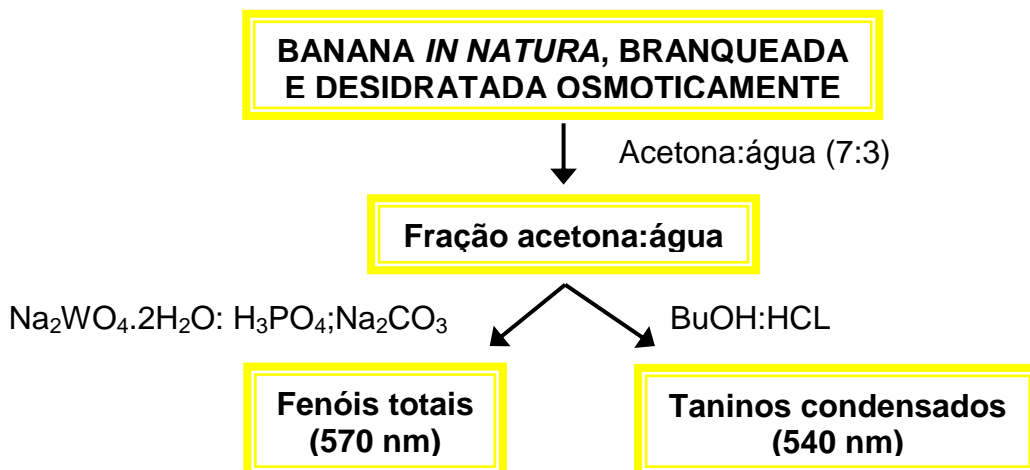 BANANA IN NATURA, BRANQUEADA
E DESIDRATADA OSMOTICAMENTE
Acetona:água (7:3)
Fração acetona:água
Na₂WO₄.2H₂O: H₃PO₄;Na₂CO₃
BuOH:HCL
Fenóis totais
(570 nm)
Taninos condensados
(540 nm)